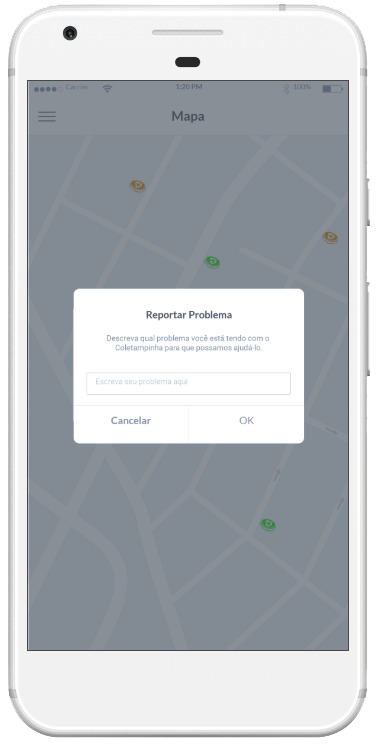 Carrier 1:20 PM 100%
Mapa
Reportar Problema
Descreva qual problema você está tendo com o
Coletampinha para que possamos ajudá-lo.
Escreva seu problema aqui
Cancelar OK